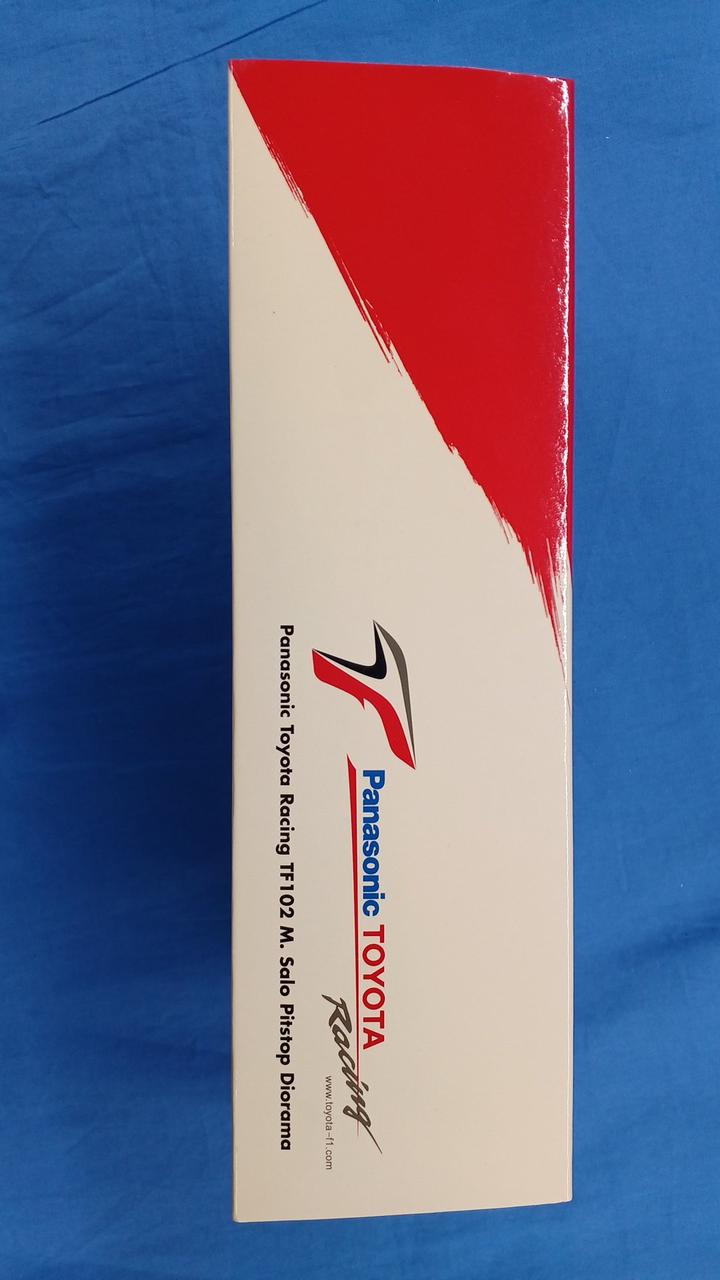 Panasonic TOYOTA
Racing
www.toyota-f1.com
Panasonic Toyota Racing TF102 M. Salo Pitstop Diorama